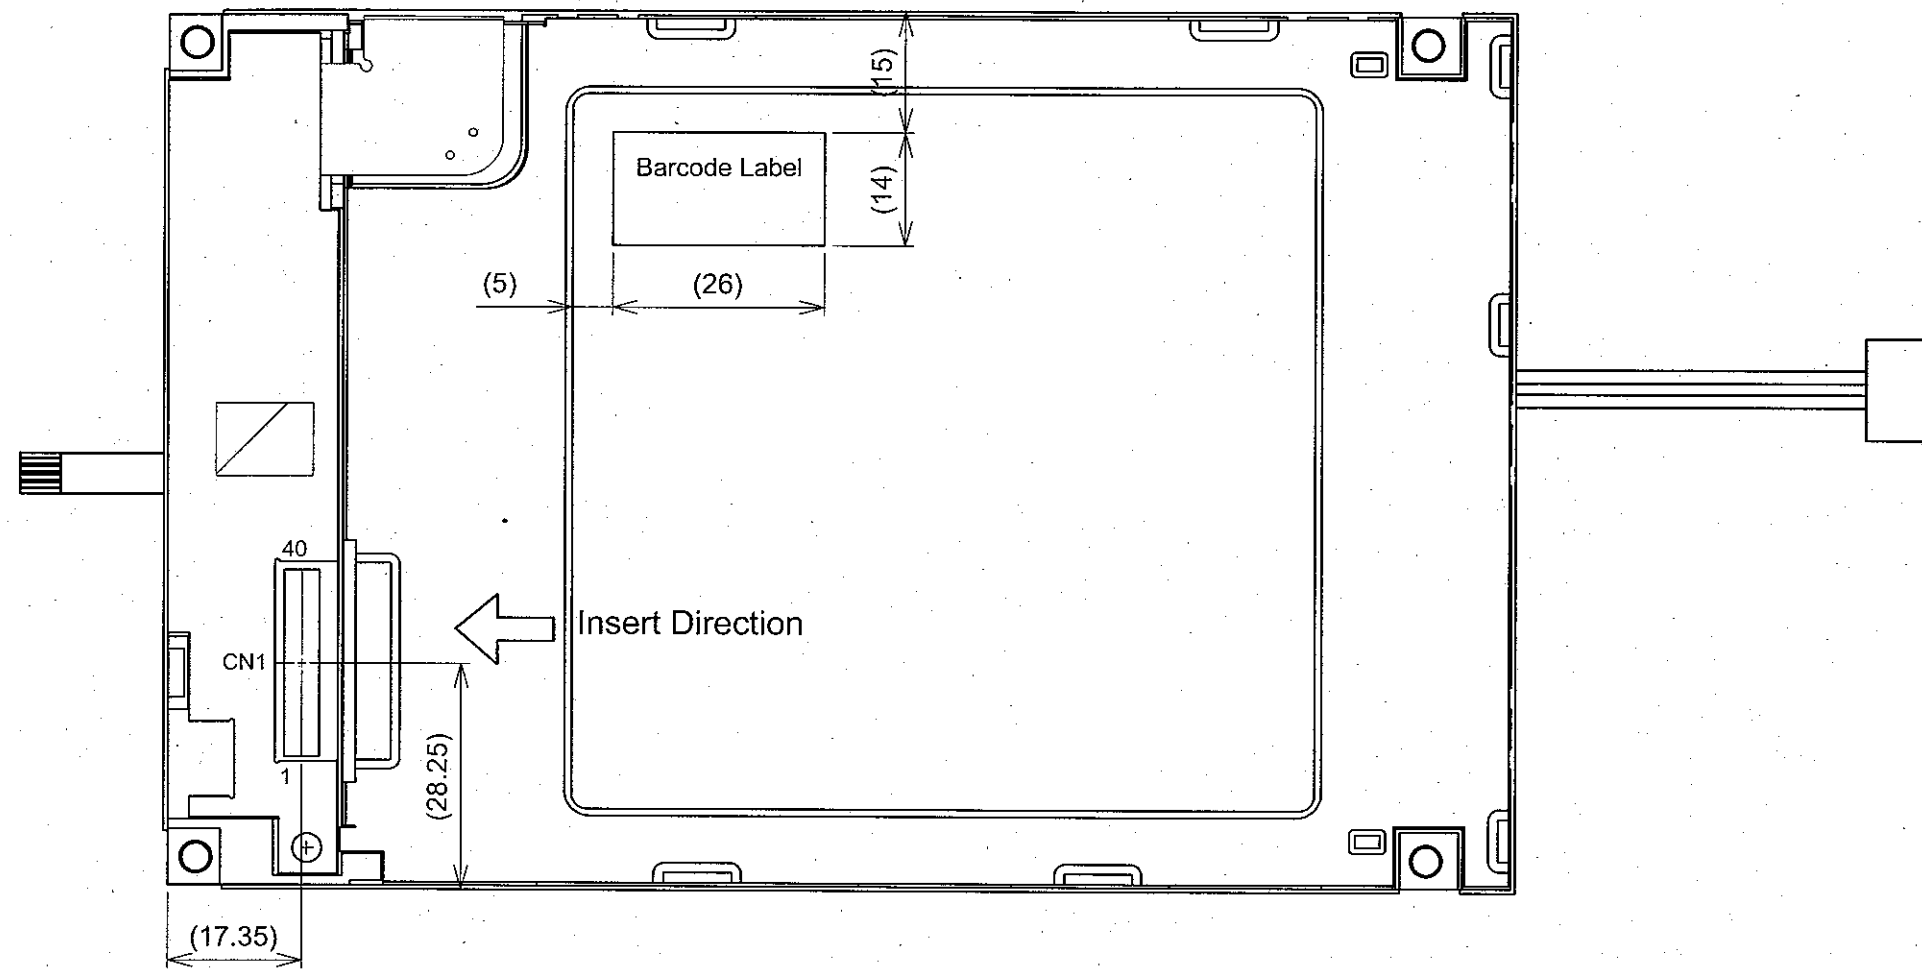 (15)
Barcode Label
(14)
(5)
(26)
40
Insert Direction
CN1
(28.25)
1
(17.35)